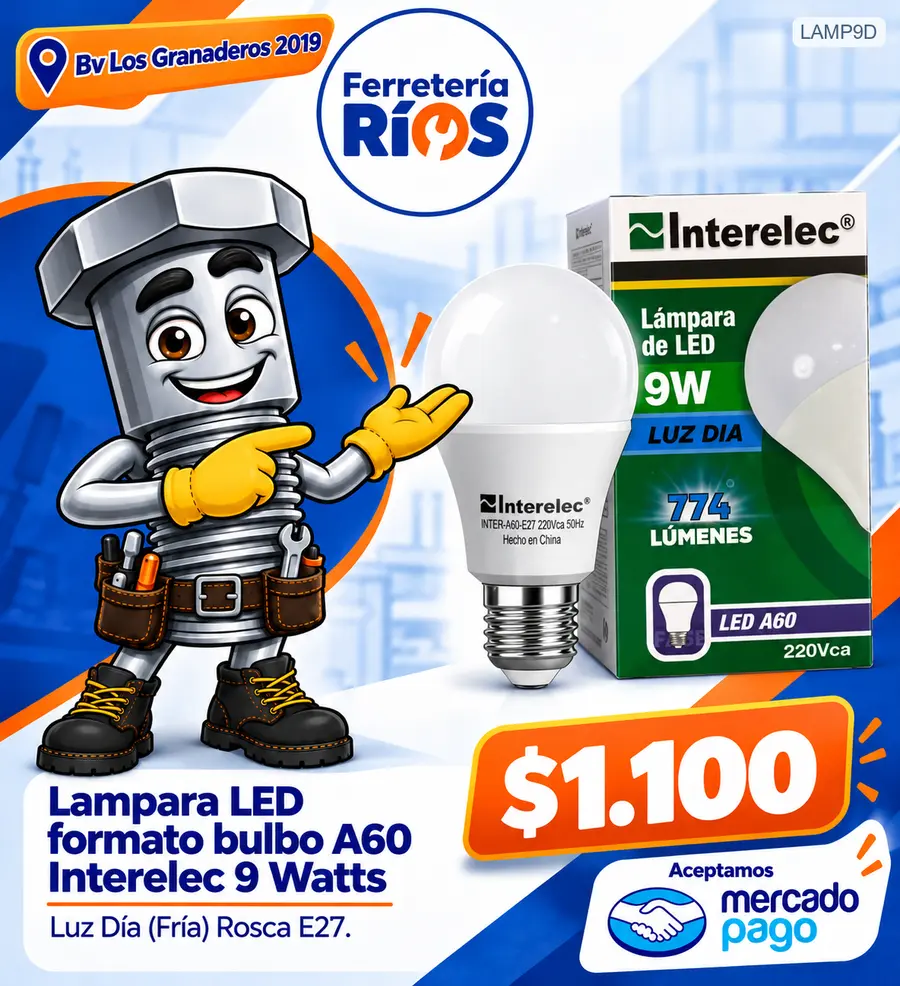 Bv Los Granaderos 2019
Ferretería
RíOS
LAMP9D
Interelec®
Lámpara
de LED
9W
LUZ DIA
774
LÚMENES
LED A60
220Vca
Interelec®
INTER-A60-E27 220Vca 50Hz
Hecho en China
$1.100
Lampara LED
formato bulbo A60
Interelec 9 Watts
Luz Día (Fría) Rosca E27.
Aceptamos
mercado
pago